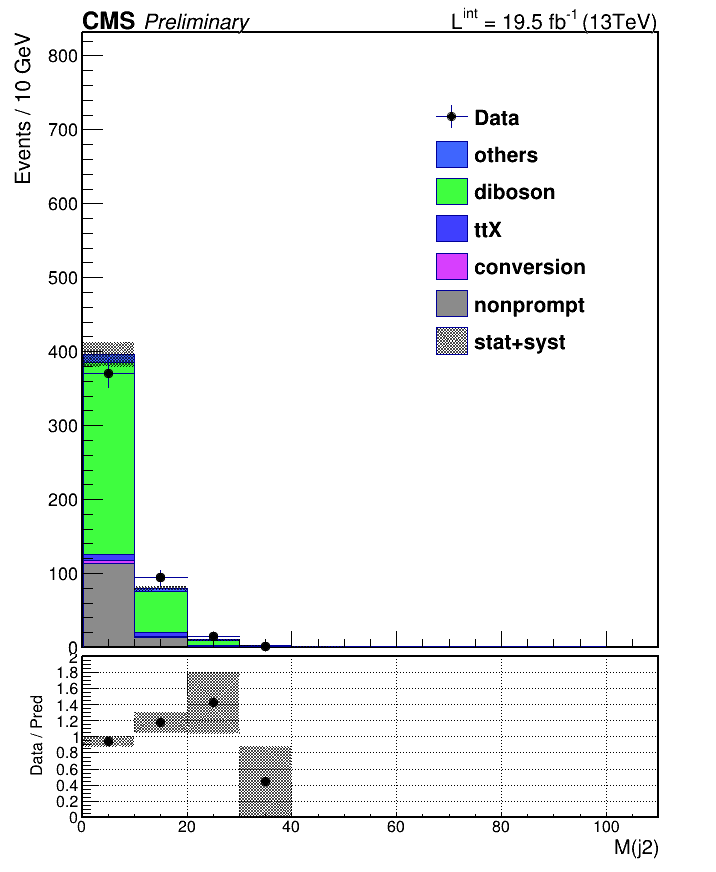 CMS Preliminary L^int = 19.5 fb^-1 (13TeV)
Events / 10 GeV
800
700
600
500
400
300
200
100
0
Data
others
diboson
ttX
conversion
nonprompt
stat+syst
Data / Pred
2
1.8
1.6
1.4
1.2
1
0.8
0.6
0.4
0.2
0
0 20 40 60 80 100
M(j2)